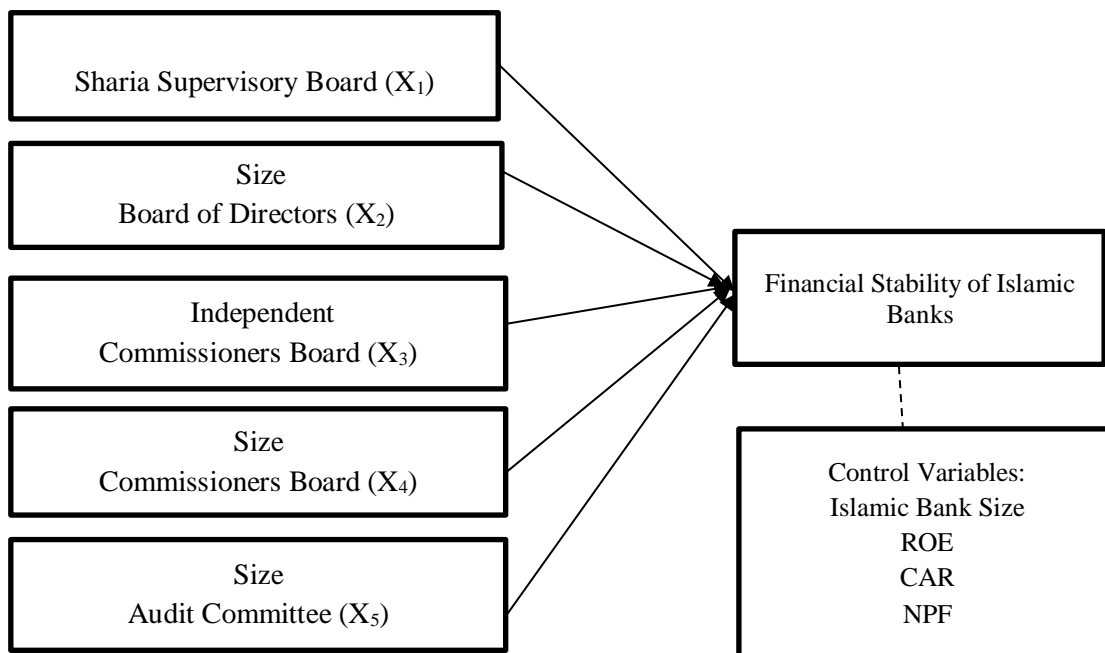 Sharia Supervisory Board (X₁)
Size
Board of Directors (X₂)
Independent
Commissioners Board (X₃)
Size
Commissioners Board (X₄)
Size
Audit Committee (X₅)
Financial Stability of Islamic
Banks
Control Variables:
Islamic Bank Size
ROE
CAR
NPF